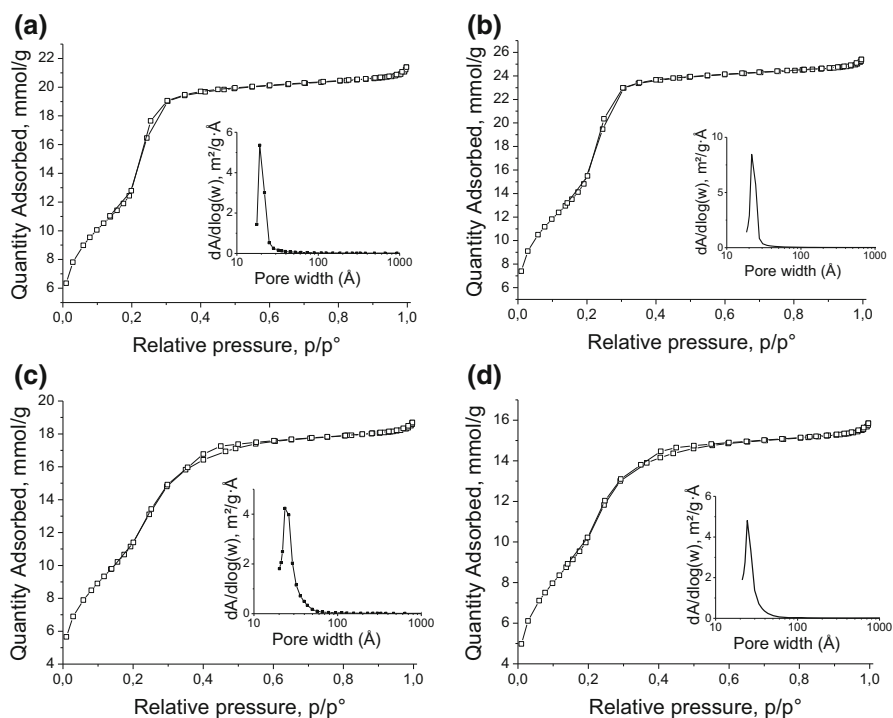 (a)
Quantity Adsorbed, mmol/g
22
20
18
16
14
12
10
8
6
0,0 0,2 0,4 0,6 0,8 1,0
Relative pressure, p/p°
dA/dlog(w), m²/g·Å
6
4
2
0
10 100 1000
Pore width (Å)
(b)
Quantity Adsorbed, mmol/g
26
24
22
20
18
16
14
12
10
8
6
0,0 0,2 0,4 0,6 0,8 1,0
Relative pressure, p/p°
dA/dlog(w), m²/g·Å
10
5
0
10 100 1000
Pore width (Å)
(c)
Quantity Adsorbed, mmol/g
20
18
16
14
12
10
8
6
4
0,0 0,2 0,4 0,6 0,8 1,0
Relative pressure, p/p°
dA/dlog(w), m²/g·Å
6
4
2
0
10 100 1000
Pore width (Å)
(d)
Quantity Adsorbed, mmol/g
16
14
12
10
8
6
4
0,0 0,2 0,4 0,6 0,8 1,0
Relative pressure, p/p°
dA/dlog(w), m²/g·Å
6
4
2
0
10 100 1000
Pore width (Å)